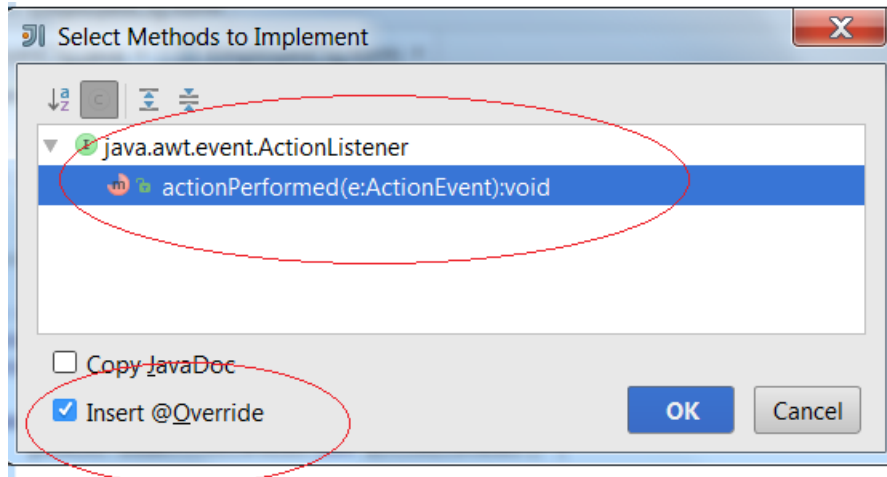 Select Methods to Implement
java.awt.event.ActionListener
actionPerformed(e:ActionEvent):void
Copy JavaDoc
Insert @Override
OK
Cancel